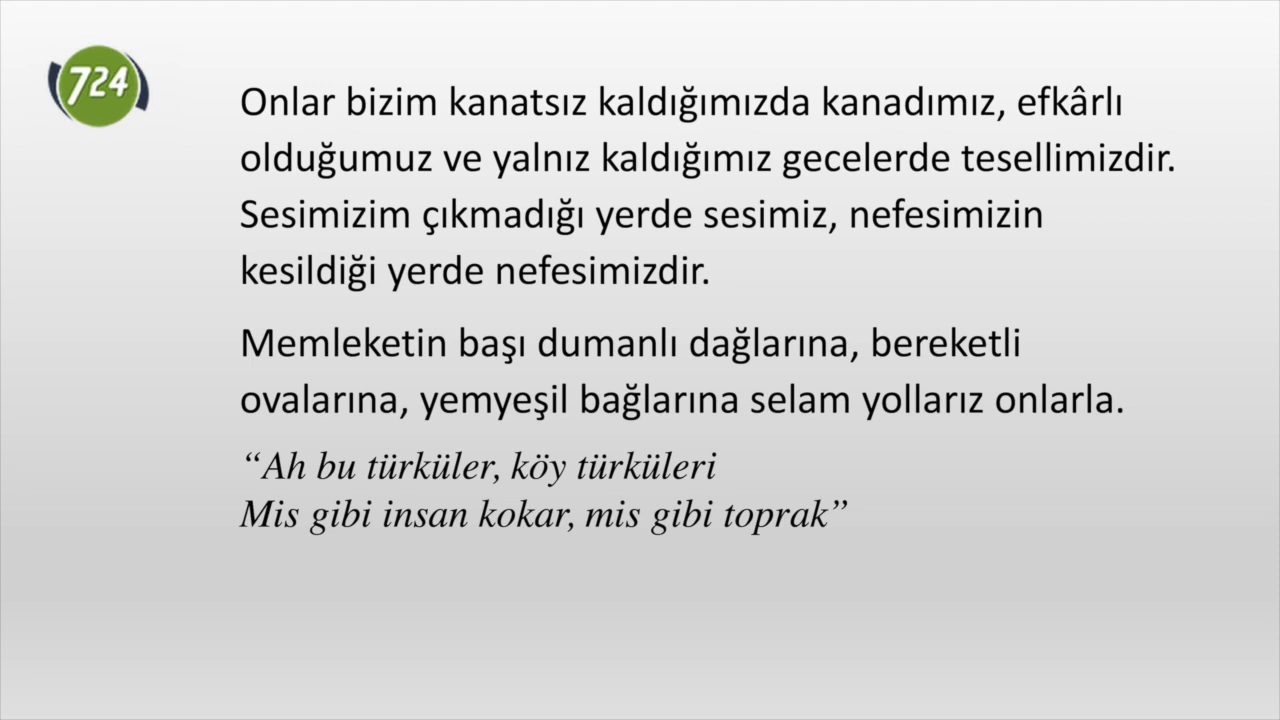 724
Onlar bizim kanatsız kaldığımızda kanadımız, efkârlı
olduğumuz ve yalnız kaldığımız gecelerde tesellimizdir.
Sesimizim çıkmadığı yerde sesimiz, nefesimizin
kesildiği yerde nefesimizdir.
Memleketin başı dumanlı dağlarına, bereketli
ovalarına, yemyeşil bağlarına selam yollarız onlarla.
“Ah bu türküler, köy türküleri
Mis gibi insan kokar, mis gibi toprak”